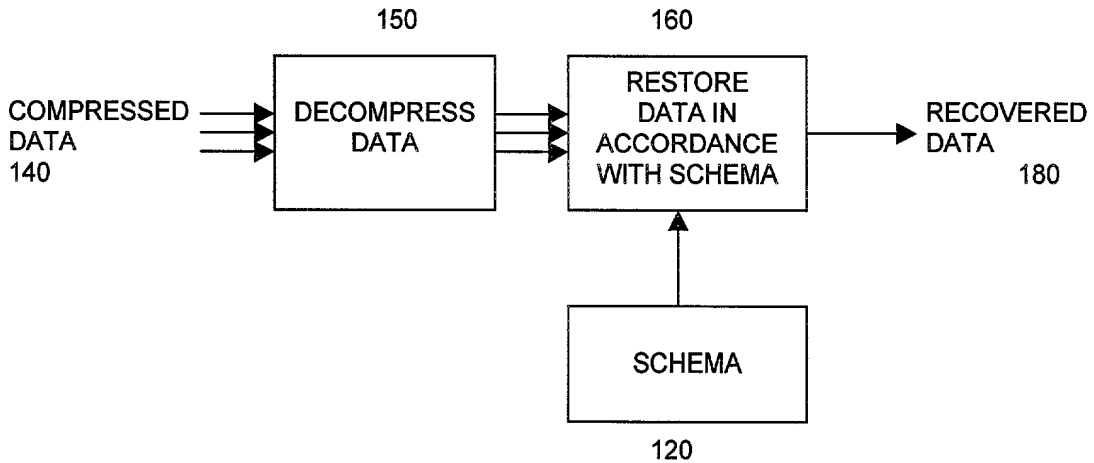 150
160
COMPRESSED
DATA
140
DECOMPRESS
DATA
RESTORE
DATA IN
ACCORDANCE
WITH SCHEMA
RECOVERED
DATA
180
SCHEMA
120